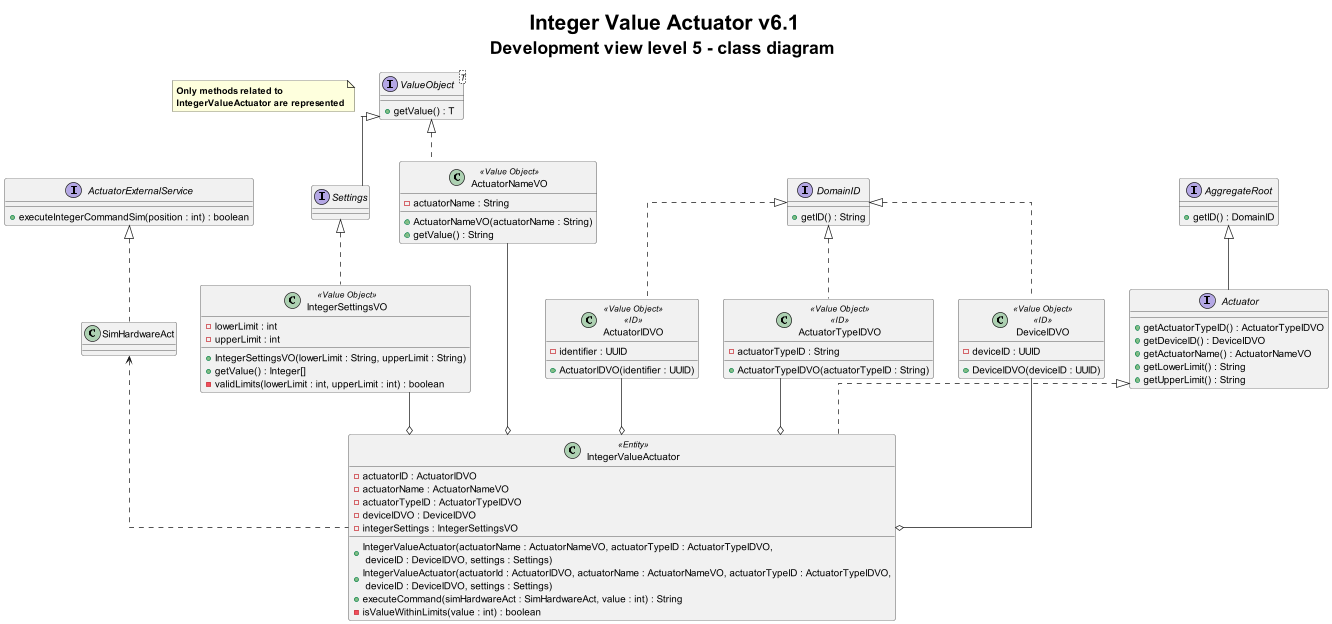 Integer Value Actuator v6.1
Development view level 5 - class diagram
Only methods related to
IntegerValueActuator are represented
I ValueObject T
getValue() : T
I ActuatorExternalService
executeIntegerCommandSim(position : int) : boolean
I Settings
«Value Object»
C ActuatorNameVO
actuatorName : String
ActuatorNameVO(actuatorName : String)
getValue() : String
I DomainID
getID() : String
I AggregateRoot
getID() : DomainID
C SimHardwareAct
«Value Object»
C IntegerSettingsVO
lowerLimit : int
upperLimit : int
IntegerSettingsVO(lowerLimit : String, upperLimit : String)
getValue() : Integer[]
validLimits(lowerLimit : int, upperLimit : int) : boolean
«Value Object»
«ID»
C ActuatorIDVO
identifier : UUID
ActuatorIDVO(identifier : UUID)
«Value Object»
«ID»
C ActuatorTypeIDVO
actuatorTypeID : String
ActuatorTypeIDVO(actuatorTypeID : String)
«Value Object»
«ID»
C DeviceIDVO
deviceID : UUID
DeviceIDVO(deviceID : UUID)
I Actuator
getActuatorTypeID() : ActuatorTypeIDVO
getDeviceID() : DeviceIDVO
getActuatorName() : ActuatorNameVO
getLowerLimit() : String
getUpperLimit() : String
«Entity»
C IntegerValueActuator
actuatorID : ActuatorIDVO
actuatorName : ActuatorNameVO
actuatorTypeID : ActuatorTypeIDVO
deviceIDVO : DeviceIDVO
integerSettings : IntegerSettingsVO
IntegerValueActuator(actuatorName : ActuatorNameVO, actuatorTypeID : ActuatorTypeIDVO,
deviceID : DeviceIDVO, settings : Settings)
IntegerValueActuator(actuatorId : ActuatorIDVO, actuatorName : ActuatorNameVO, actuatorTypeID : ActuatorTypeIDVO,
deviceID : DeviceIDVO, settings : Settings)
executeCommand(simHardwareAct : SimHardwareAct, value : int) : String
isValueWithinLimits(value : int) : boolean